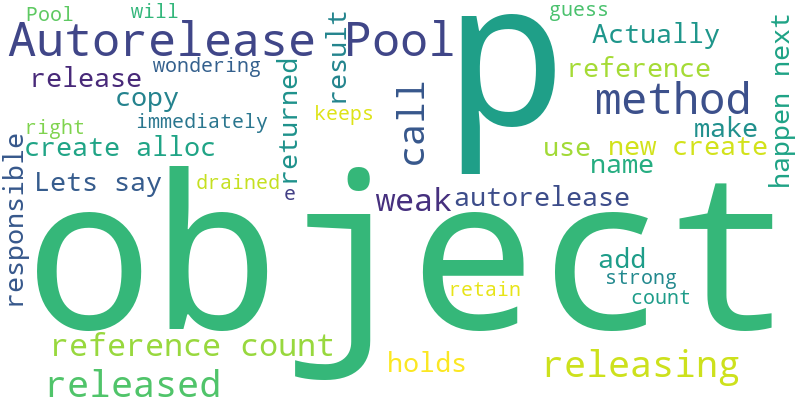 Pool
will
guess
Autorelease Pool
p
Actually
release
wondering
reference
copy
returned
result
call
keeps
method
happen next
right
immediately
make
create alloc
use
new create
responsible
Lets say
drained
e
weak
autorelease
name
object
add
strong
retain
count
reference count
holds
releasing
released